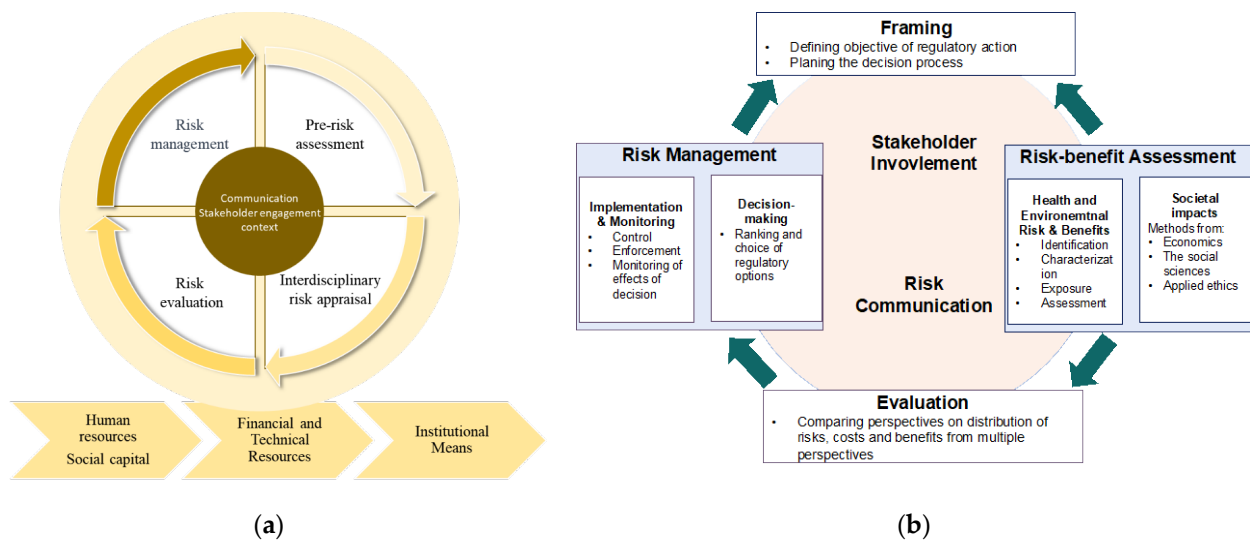 Risk
management
Pre-risk
assessment
Communication
Stakeholder engagement
context
Risk
evaluation
Interdisciplinary
risk appraisal
Human
resources
Social capital
Financial and
Technical
Resources
Institutional
Means
(a)
Framing
• Defining objective of regulatory action
• Planing the decision process
Stakeholder
Invovlement
Risk
Communication
Risk Management
Implementation
& Monitoring
• Control
• Enforcement
• Monitoring of
effects of
decision
Decision-
making
• Ranking and
choice of
regulatory
options
Risk-benefit Assessment
Health and
Environemtnal
Risk & Benefits
• Identification
• Characterizat
ion
• Exposure
• Assessment
Societal
impacts
Methods from:
• Economics
• The social
sciences
• Applied ethics
Evaluation
• Comparing perspectives on distribution of
risks, costs and benefits from multiple
perspectives
(b)